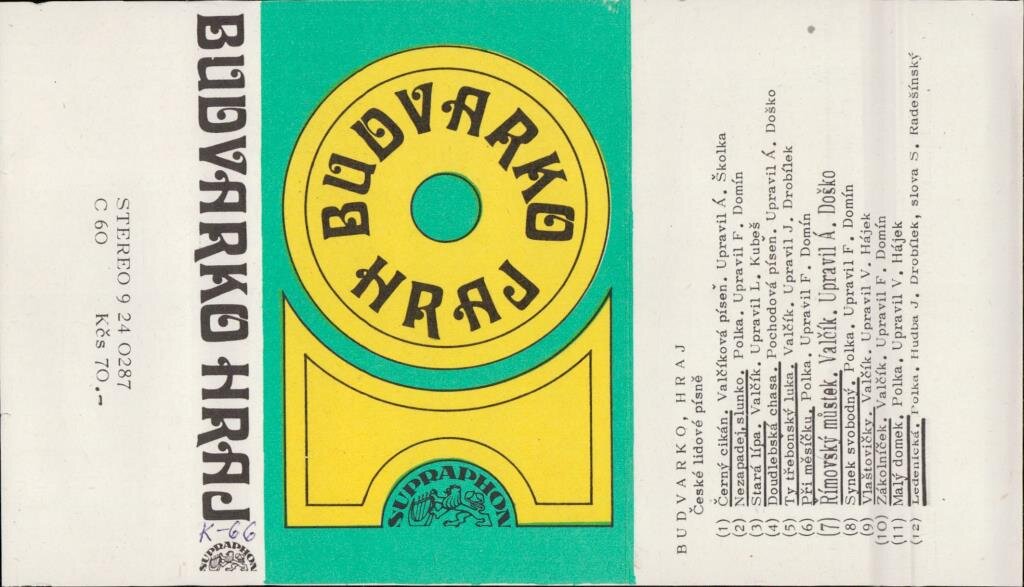 STEREO 9 24 0287
C 60 Kčs 70.-
BUDVARKO HRAJ
K-66
SUPRAPHON
BUDVARKO
HRAJ
SUPRAPHON
BUDVARKO, HRAJ
České lidové písně
(1) Černý cikán. Valčíková píseň. Upravil Á. Školka
(2) Nezapadej, slunko. Polka. Upravil F. Domín
(3) Stará lípa. Valčík. Upravil L. Kubeš
(4) Doudlebská chasa. Pochodová píseň. Upravil Á. Doško
(5) Ty třeboňský luka. Valčík. Upravil J. Drobílek
(6) Při měsíčku. Polka. Upravil F. Domín
(7) Římovský můstek. Valčík. Upravil Á. Doško
(8) Synek svobodný. Polka. Upravil F. Domín
(9) Vlaštovičky. Valčík. Upravil V. Hájek
(10) Zákolníček. Valčík. Upravil F. Domín
(11) Malý domek. Polka. Upravil V. Hájek
(12) Ledenická. Polka. Hudba J. Drobílek, slova S. Radešínský